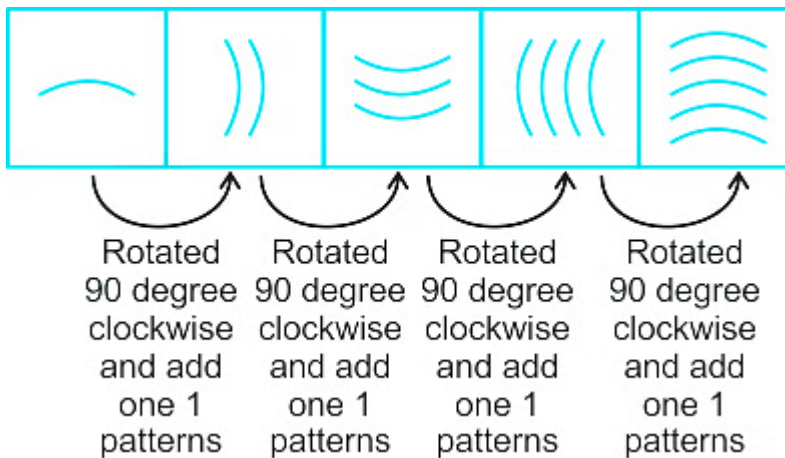 Rotated
90 degree
clockwise
and add
one 1
patterns
Rotated
90 degree
clockwise
and add
one 1
patterns
Rotated
90 degree
clockwise
and add
one 1
patterns
Rotated
90 degree
clockwise
and add
one 1
patterns